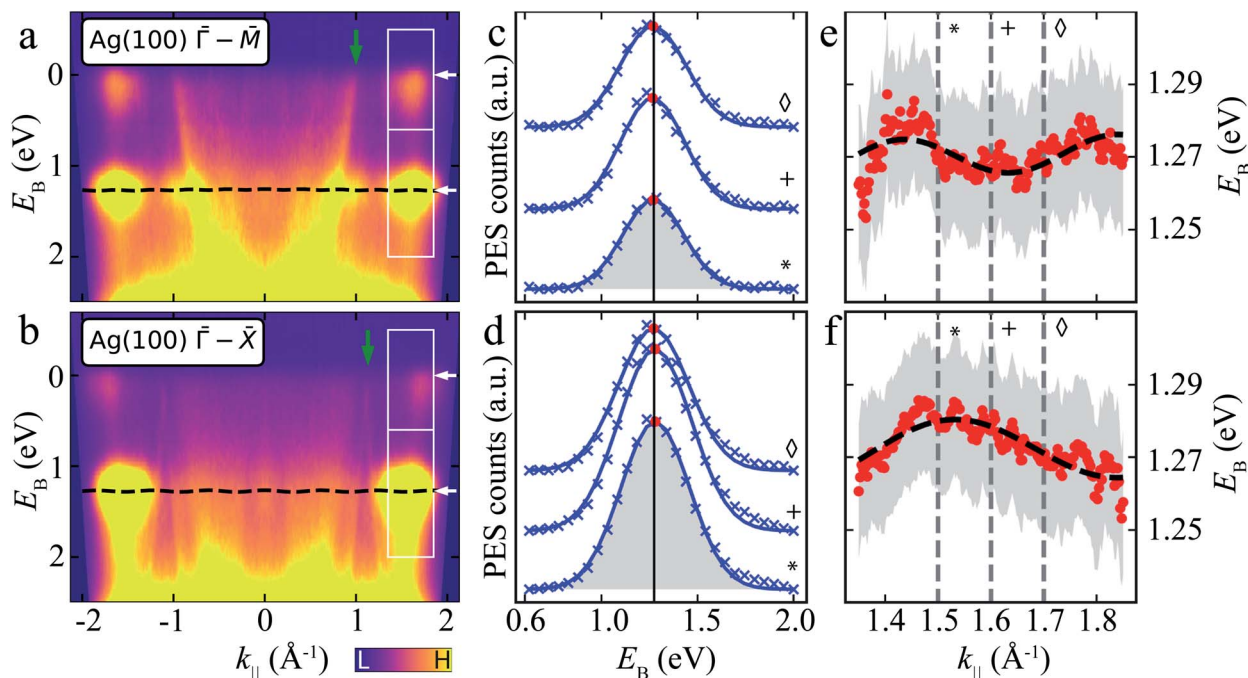 a
Ag(100) Γ̄ − M̄
0
1
2
E_B (eV)
b
Ag(100) Γ̄ − X̄
0
1
2
E_B (eV)
-2
-1
0
1
2
k_|| (Å⁻¹)
L
H
c
PES counts (a.u.)
◊
+
*
d
PES counts (a.u.)
◊
+
*
0.6
1.0
1.5
2.0
E_B (eV)
e
*
+
◊
1.29
1.27
1.25
E_B (eV)
f
*
+
◊
1.29
1.27
1.25
E_B (eV)
1.4
1.5
1.6
1.7
1.8
k_|| (Å⁻¹)